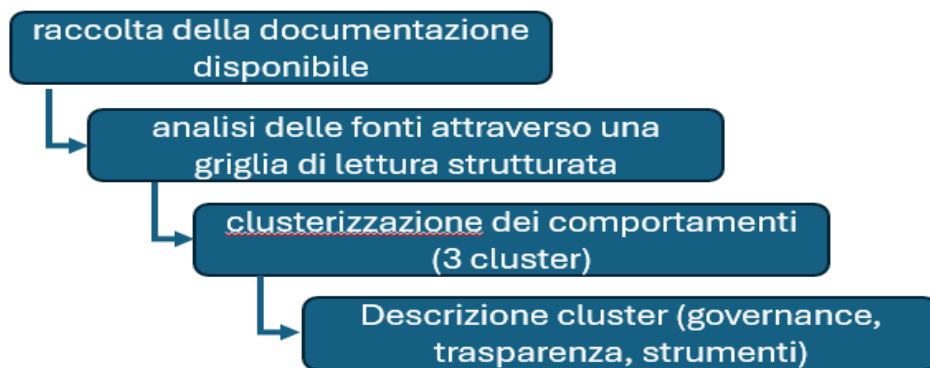 raccolta della documentazione
disponibile
analisi delle fonti attraverso una
griglia di lettura strutturata
clusterizzazione dei comportamenti
(3 cluster)
Descrizione cluster (governance,
trasparenza, strumenti)